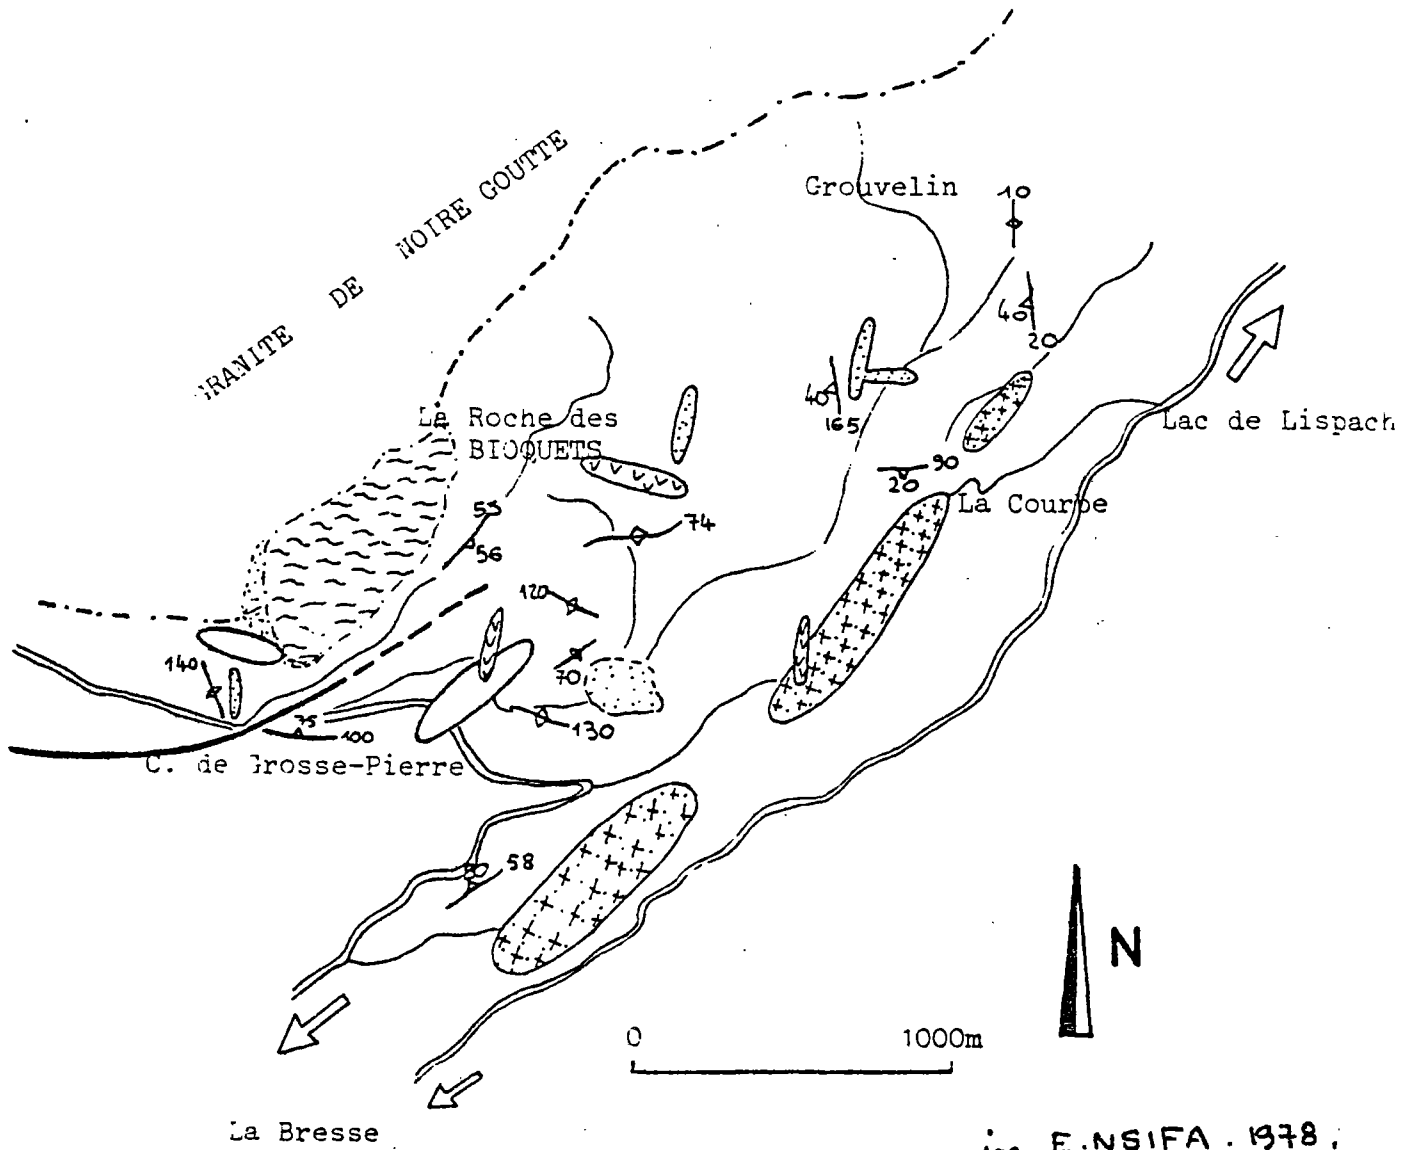 GRANITE DE NOIRE GOUTTE
Grouvelin
10
40
20
La Roche des
BIOQUETS
40
165
Lac de Lispach
90
20
La Courbe
53
56
74
120
140
70
75
100
130
C. de Grosse-Pierre
58
N
0 1000m
La Bresse
E.NSIFA. 1978.